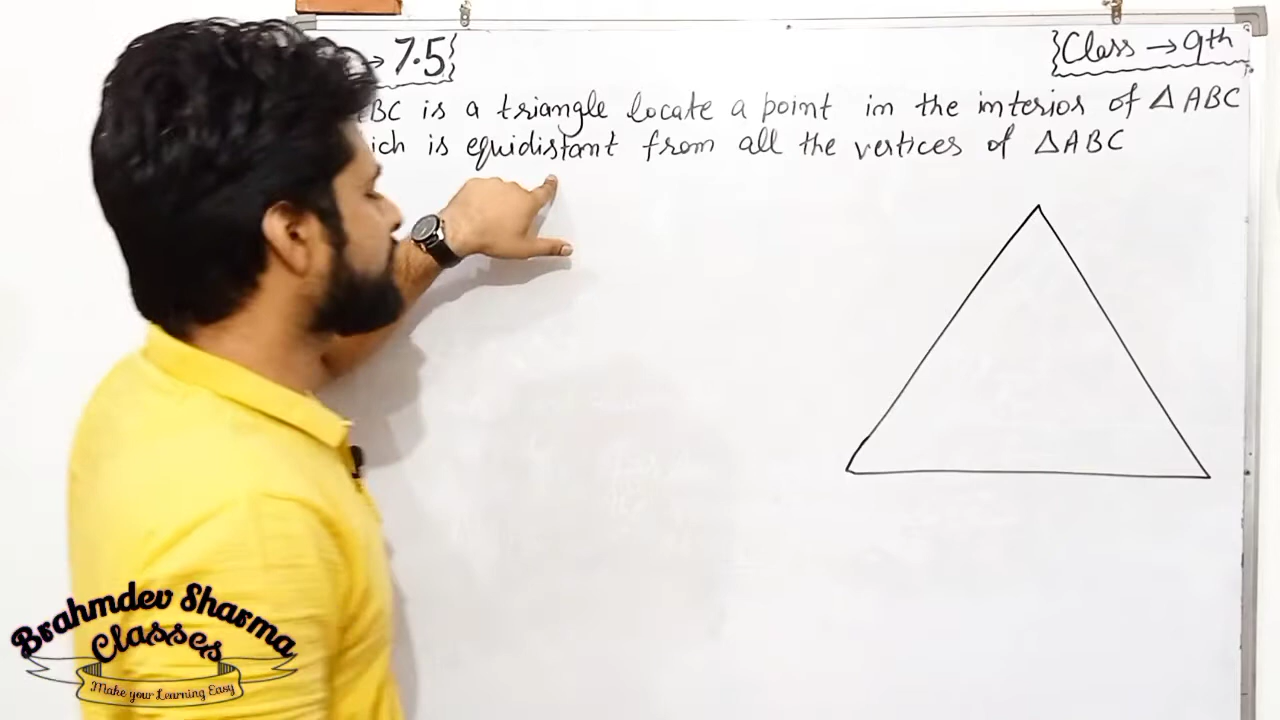 → 7.5
Class → 9th
BC is a triangle locate a point in the interior of △ ABC
ich is equidistant from all the vertices of △ABC
Brahmdev Sharma
Classes
Make your Learning Easy